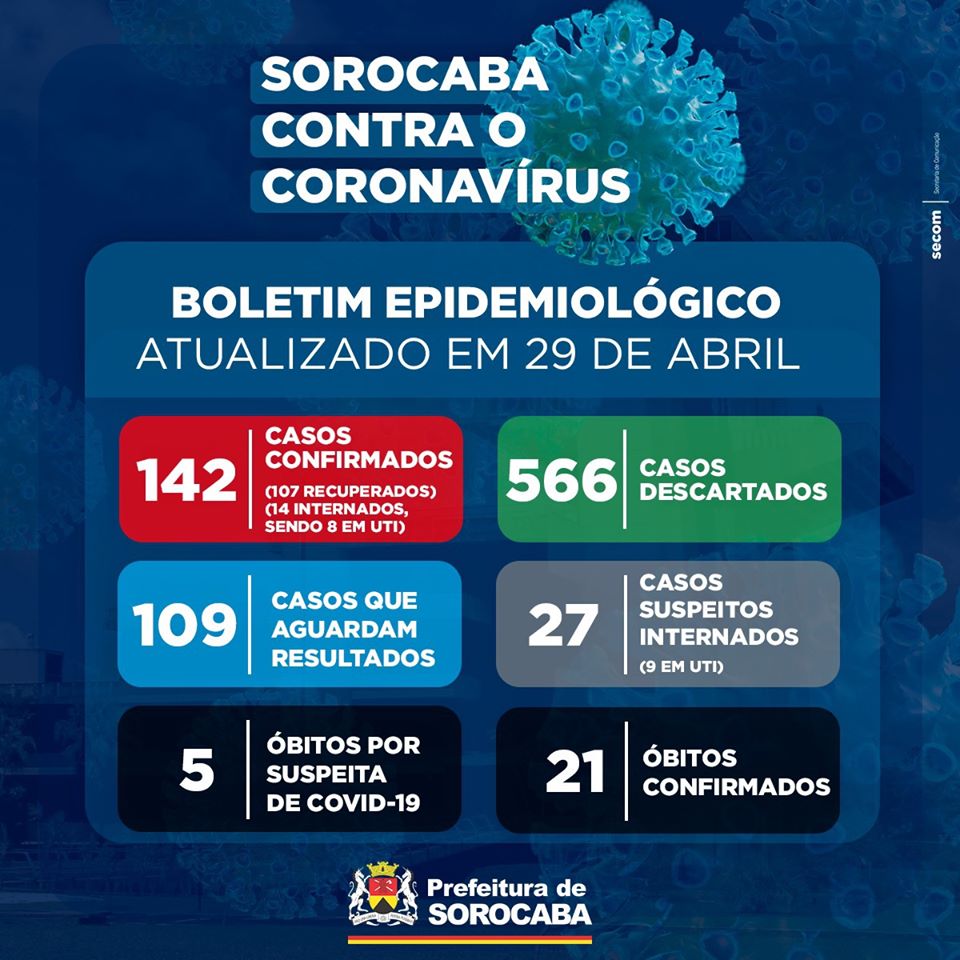 SOROCABA
CONTRA O
CORONAVÍRUS
secom
Secretaria de Comunicação
BOLETIM EPIDEMIOLÓGICO
ATUALIZADO EM 29 DE ABRIL
142
CASOS
CONFIRMADOS
(107 RECUPERADOS)
(14 INTERNADOS,
SENDO 8 EM UTI)
566
CASOS
DESCARTADOS
109
CASOS QUE
AGUARDAM
RESULTADOS
27
CASOS
SUSPEITOS
INTERNADOS
(9 EM UTI)
5
ÓBITOS POR
SUSPEITA
DE COVID-19
21
ÓBITOS
CONFIRMADOS
Prefeitura de
SOROCABA